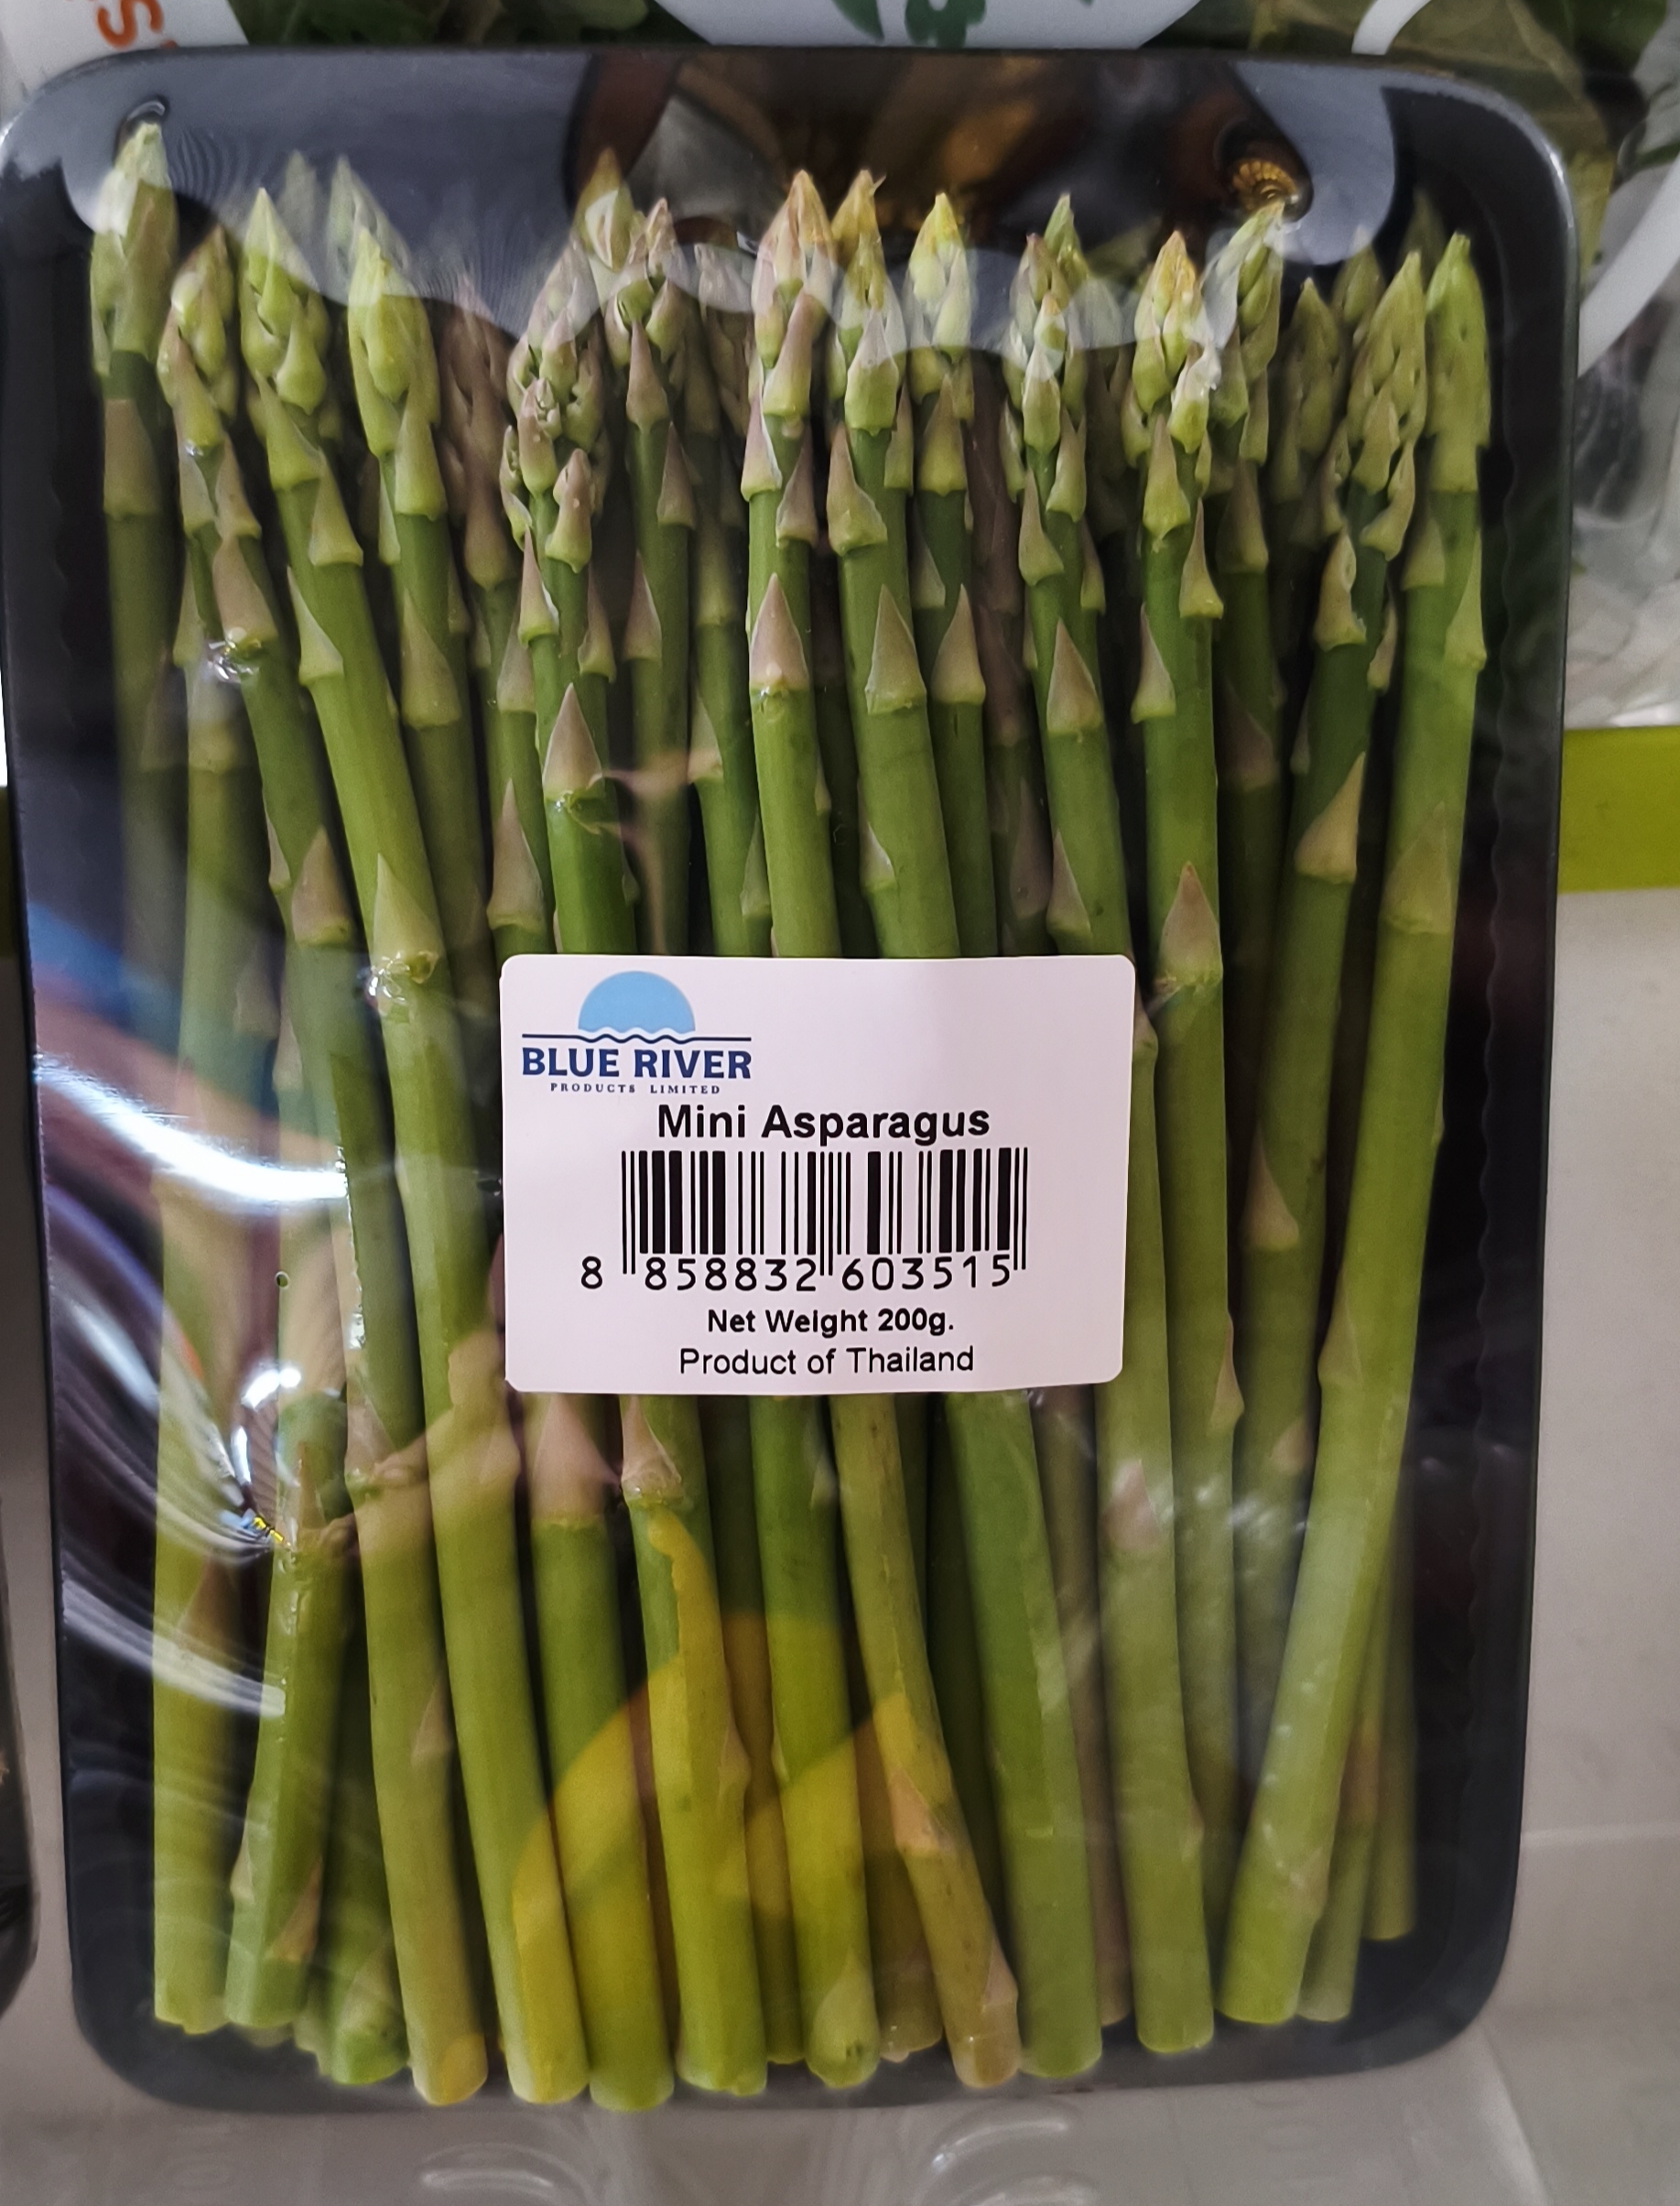 BLUE RIVER
PRODUCTS LIMITED
Mini Asparagus
8 858832 603515
Net Weight 200g.
Product of Thailand